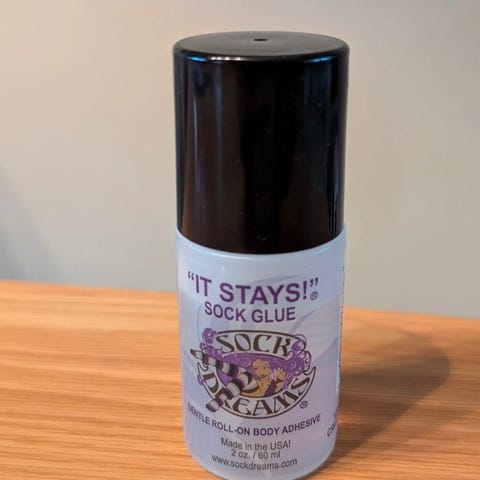 “IT STAYS!”®
SOCK GLUE
SOCK
DREAMS®
GENTLE ROLL-ON BODY ADHESIVE
Made in the USA!
2 oz. / 60 ml
www.sockdreams.com